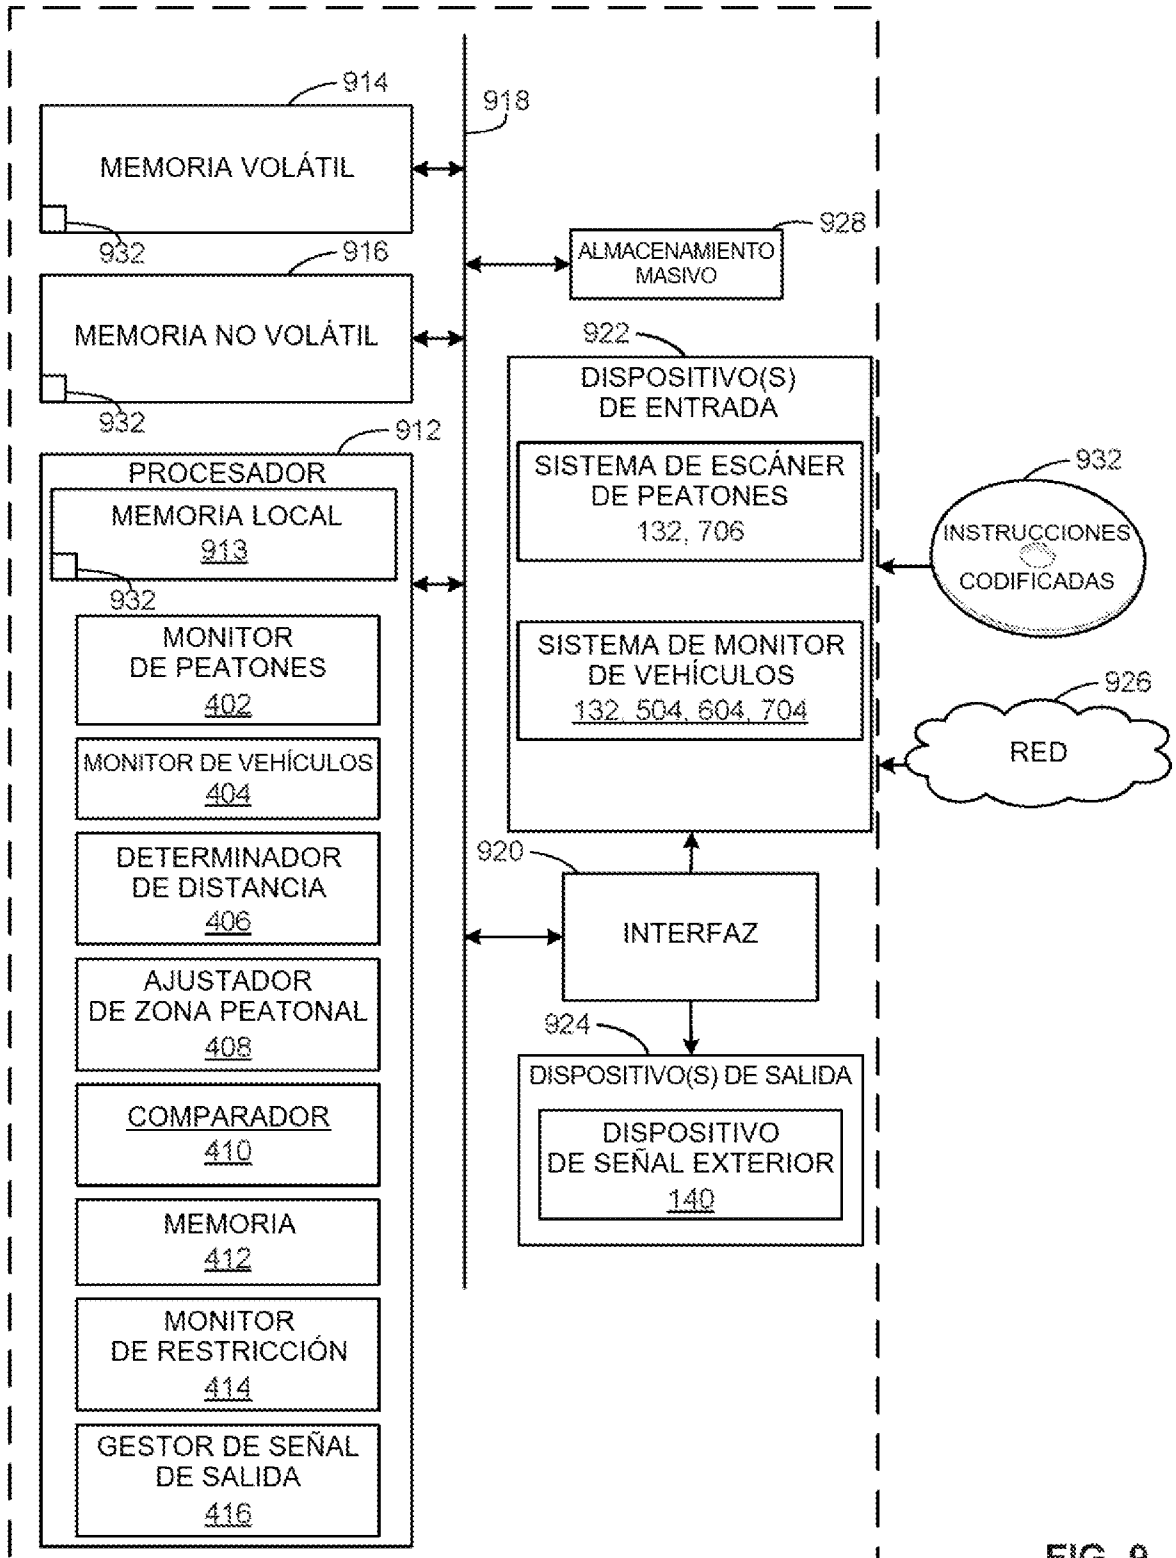 914
MEMORIA VOLÁTIL
932
916
MEMORIA NO VOLÁTIL
932
912
PROCESADOR
MEMORIA LOCAL
913
932
MONITOR
DE PEATONES
402
MONITOR DE VEHÍCULOS
404
DETERMINADOR
DE DISTANCIA
406
AJUSTADOR
DE ZONA PEATONAL
408
COMPARADOR
410
MEMORIA
412
MONITOR
DE RESTRICCIÓN
414
GESTOR DE SEÑAL
DE SALIDA
416
918
928
ALMACENAMIENTO
MASIVO
922
DISPOSITIVO(S)
DE ENTRADA
SISTEMA DE ESCÁNER
DE PEATONES
132, 706
SISTEMA DE MONITOR
DE VEHÍCULOS
132, 504, 604, 704
920
INTERFAZ
924
DISPOSITIVO(S) DE SALIDA
DISPOSITIVO
DE SEÑAL EXTERIOR
140
932
INSTRUCCIONES
CODIFICADAS
926
RED
FIG. 9